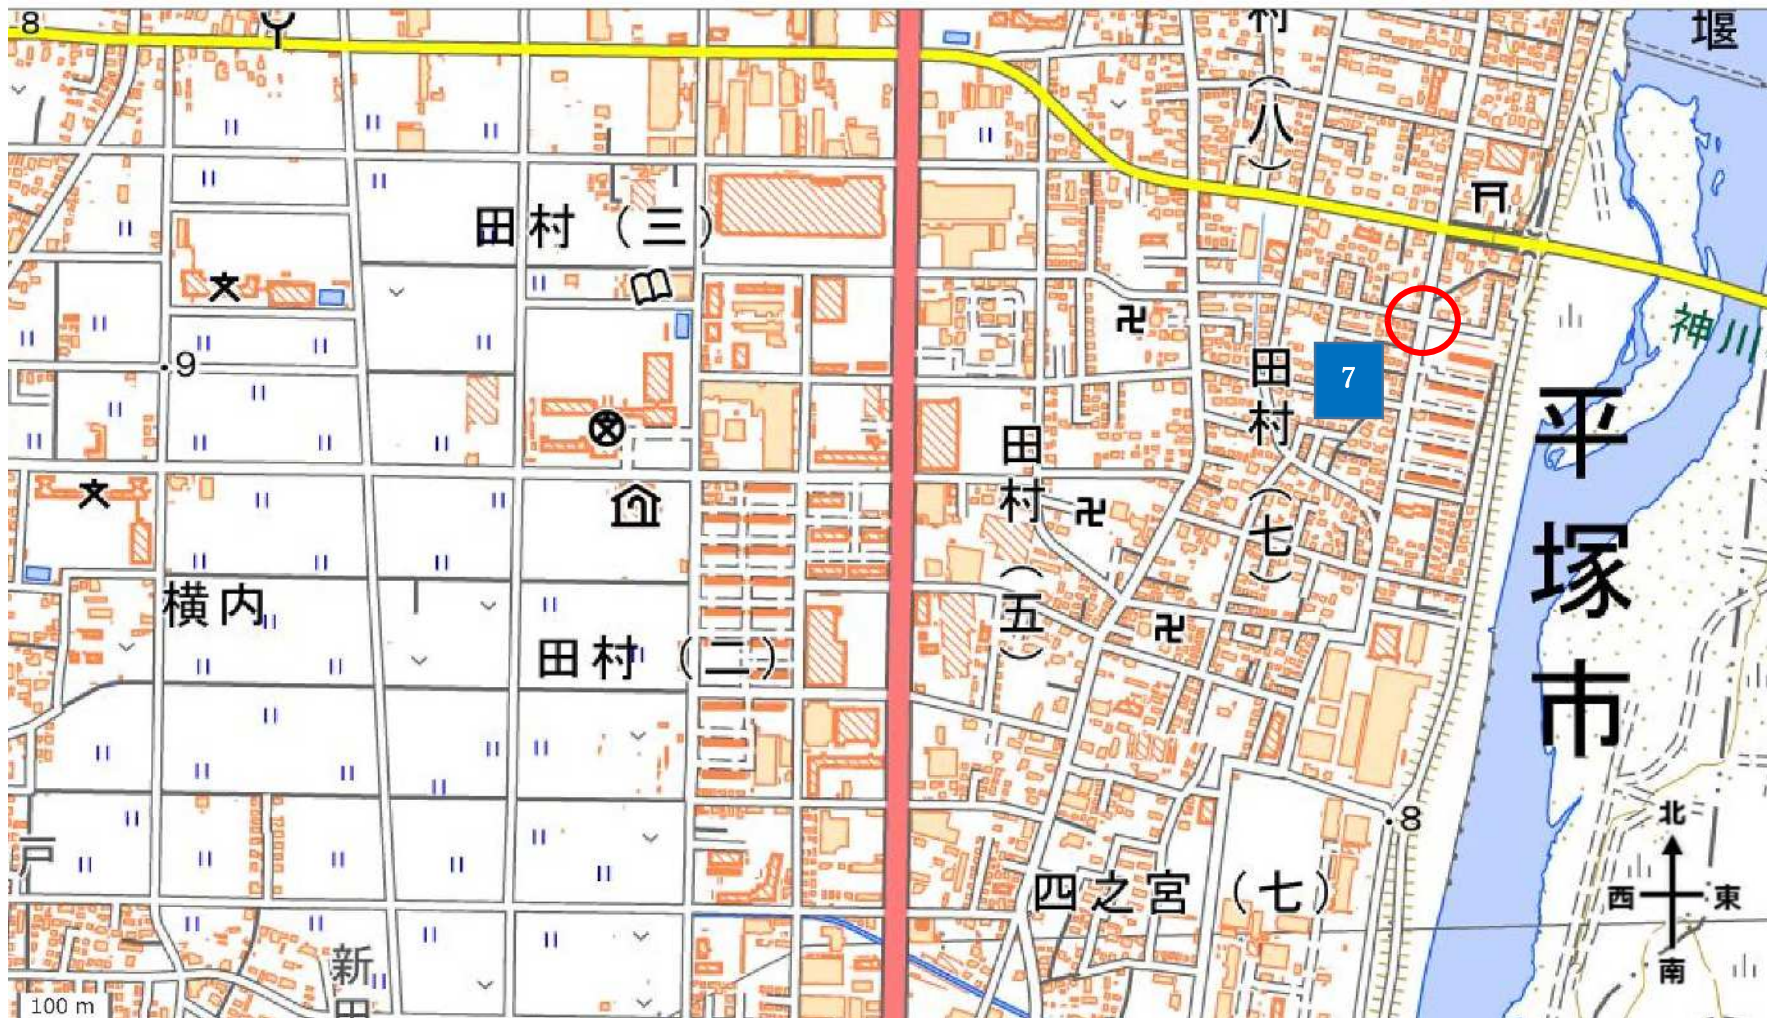 8
堰
村(八)
田村(三)
神川
9
田村(七)
7
平塚市
田村(五)
横内
田村(二)
8
戸
四之宮(七)
北
西
東
南
新田
100 m